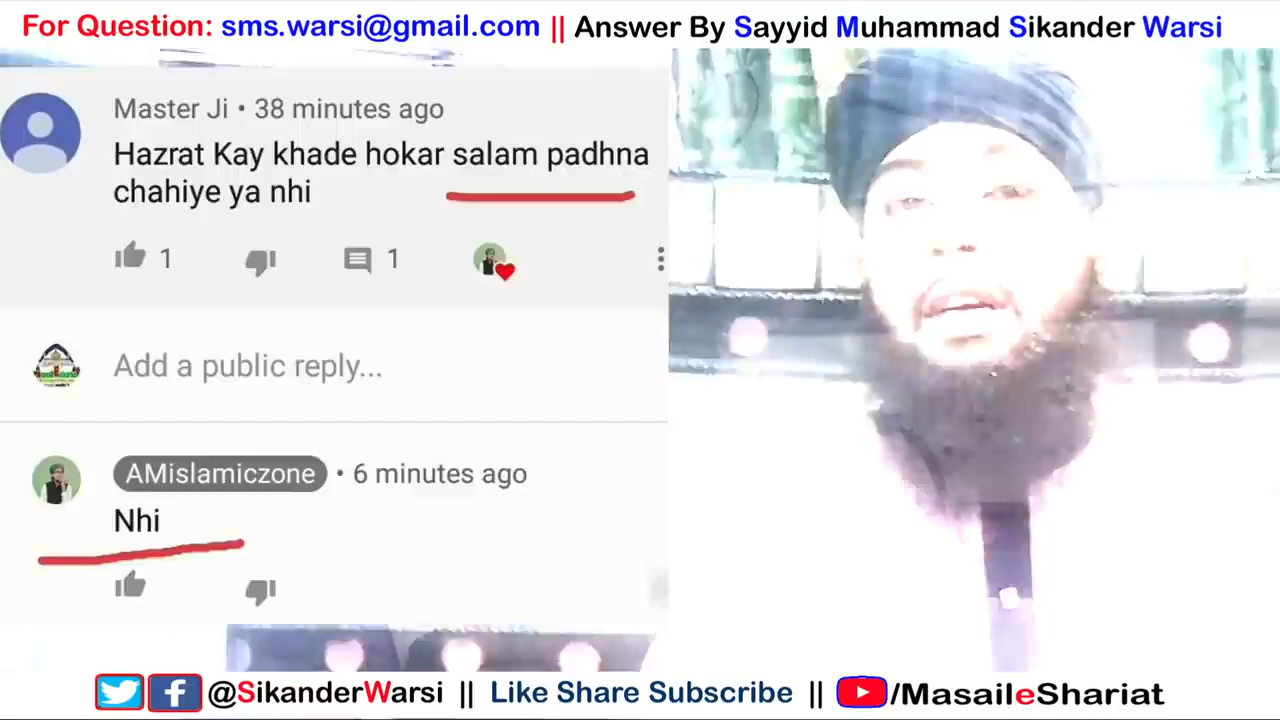 For Question: sms.warsi@gmail.com || Answer By Sayyid Muhammad Sikander Warsi
Master Ji • 38 minutes ago
Hazrat Kay khade hokar salam padhna
chahiye ya nhi
1
1
Add a public reply...
AMislamiczone • 6 minutes ago
Nhi
@SikanderWarsi || Like Share Subscribe || /MasaileShariat